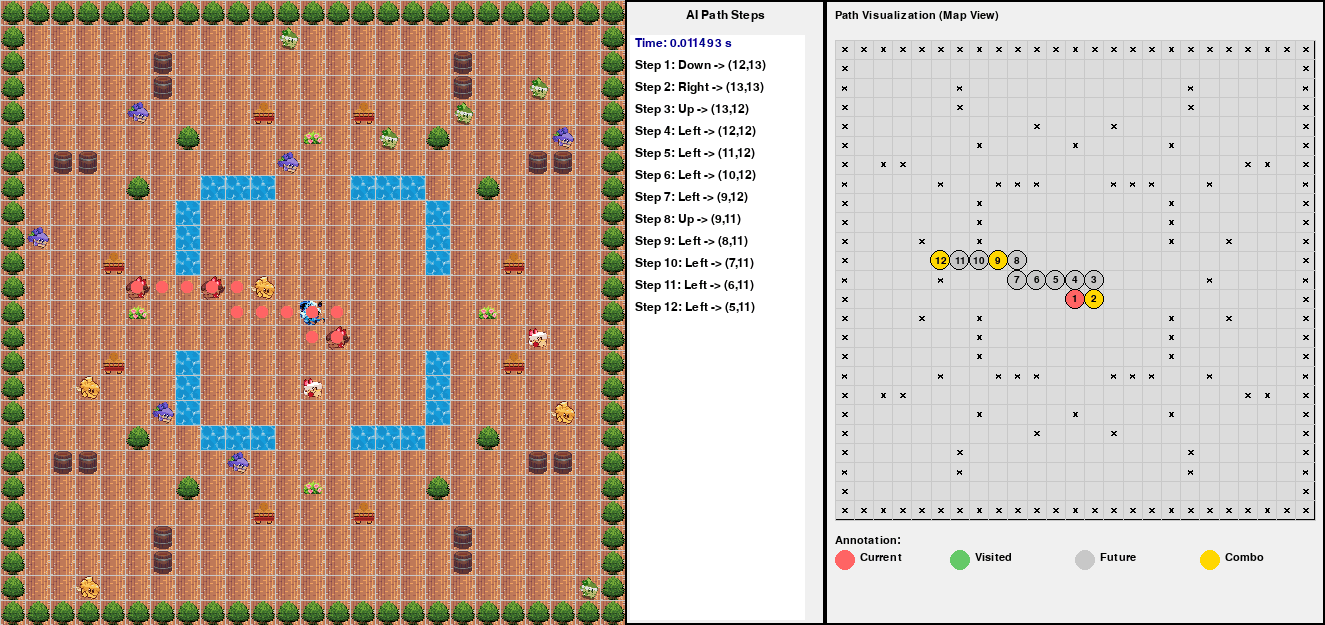 AI Path Steps
Time: 0.011493 s
Step 1: Down -> (12,13)
Step 2: Right -> (13,13)
Step 3: Up -> (13,12)
Step 4: Left -> (12,12)
Step 5: Left -> (11,12)
Step 6: Left -> (10,12)
Step 7: Left -> (9,12)
Step 8: Up -> (9,11)
Step 9: Left -> (8,11)
Step 10: Left -> (7,11)
Step 11: Left -> (6,11)
Step 12: Left -> (5,11)
Path Visualization (Map View)
12 11 10 9 8
7 6 5 4 3
1 2
Annotation:
Current Visited Future Combo